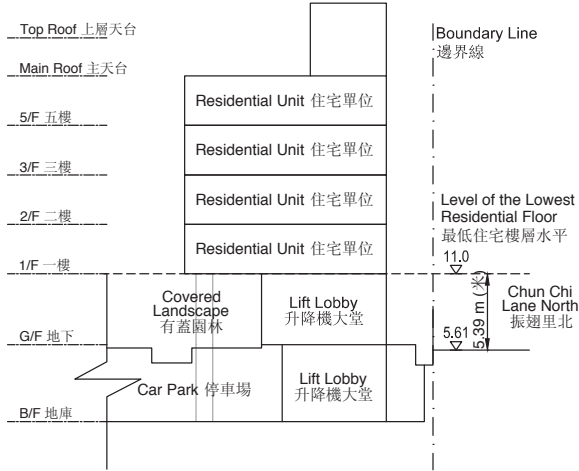 Top Roof 上層天台
Main Roof 主天台
5/F 五樓
3/F 三樓
2/F 二樓
1/F 一樓
G/F 地下
B/F 地庫
Residential Unit 住宅單位
Residential Unit 住宅單位
Residential Unit 住宅單位
Residential Unit 住宅單位
Covered
Landscape
有蓋園林
Lift Lobby
升降機大堂
Car Park 停車場
Lift Lobby
升降機大堂
Boundary Line
邊界線
Level of the Lowest
Residential Floor
最低住宅樓層水平
11.0
5.61
5.39 m (米)
Chun Chi
Lane North
振翅里北